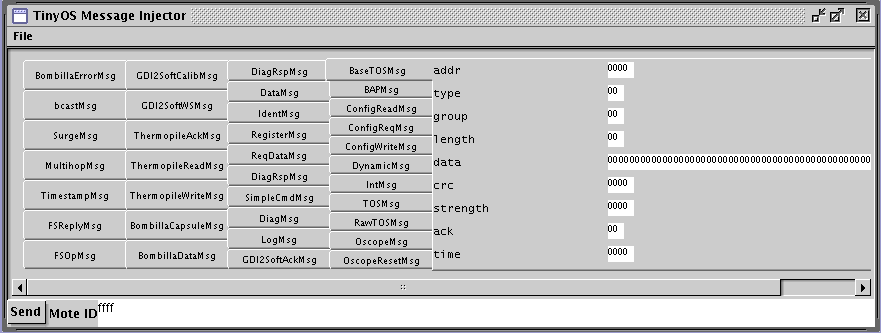 TinyOS Message Injector
File
BombillaErrorMsg
bcastMsg
SurgeMsg
MultihopMsg
TimestampMsg
FSReplyMsg
FSOpMsg
GDI2SoftCalibMsg
GDI2SoftWSMsg
ThermopileAckMsg
ThermopileReadMsg
ThermopileWriteMsg
BombillaCapsuleMsg
BombillaDataMsg
DiagRspMsg
DataMsg
IdentMsg
RegisterMsg
ReqDataMsg
DiagRspMsg
SimpleCmdMsg
DiagMsg
LogMsg
GDI2SoftAckMsg
BaseTOSMsg
BAPMsg
ConfigReadMsg
ConfigReqMsg
ConfigWriteMsg
DynamicMsg
IntMsg
TOSMsg
RawTOSMsg
OscopeMsg
OscopeResetMsg
addr 0000
type 00
group 00
length 00
data 00000000000000000000000000000000000000000000
crc 0000
strength 0000
ack 00
time 0000
Send Mote ID ffff